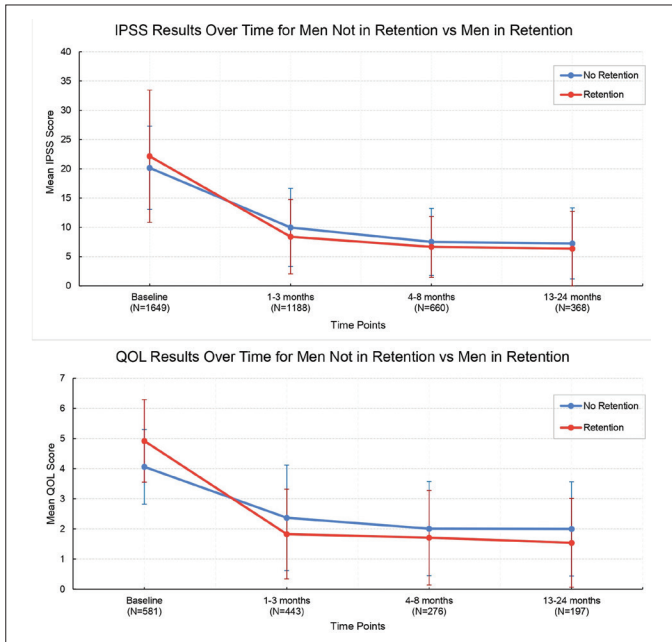 IPSS Results Over Time for Men Not in Retention vs Men in Retention
40
35
30
25
20
15
10
5
0
Mean IPSS Score
No Retention
Retention
Baseline
(N=1649)
1-3 months
(N=1188)
4-8 months
(N=660)
13-24 months
(N=368)
Time Points
QOL Results Over Time for Men Not in Retention vs Men in Retention
7
6
5
4
3
2
1
0
Mean QOL Score
No Retention
Retention
Baseline
(N=581)
1-3 months
(N=443)
4-8 months
(N=276)
13-24 months
(N=197)
Time Points